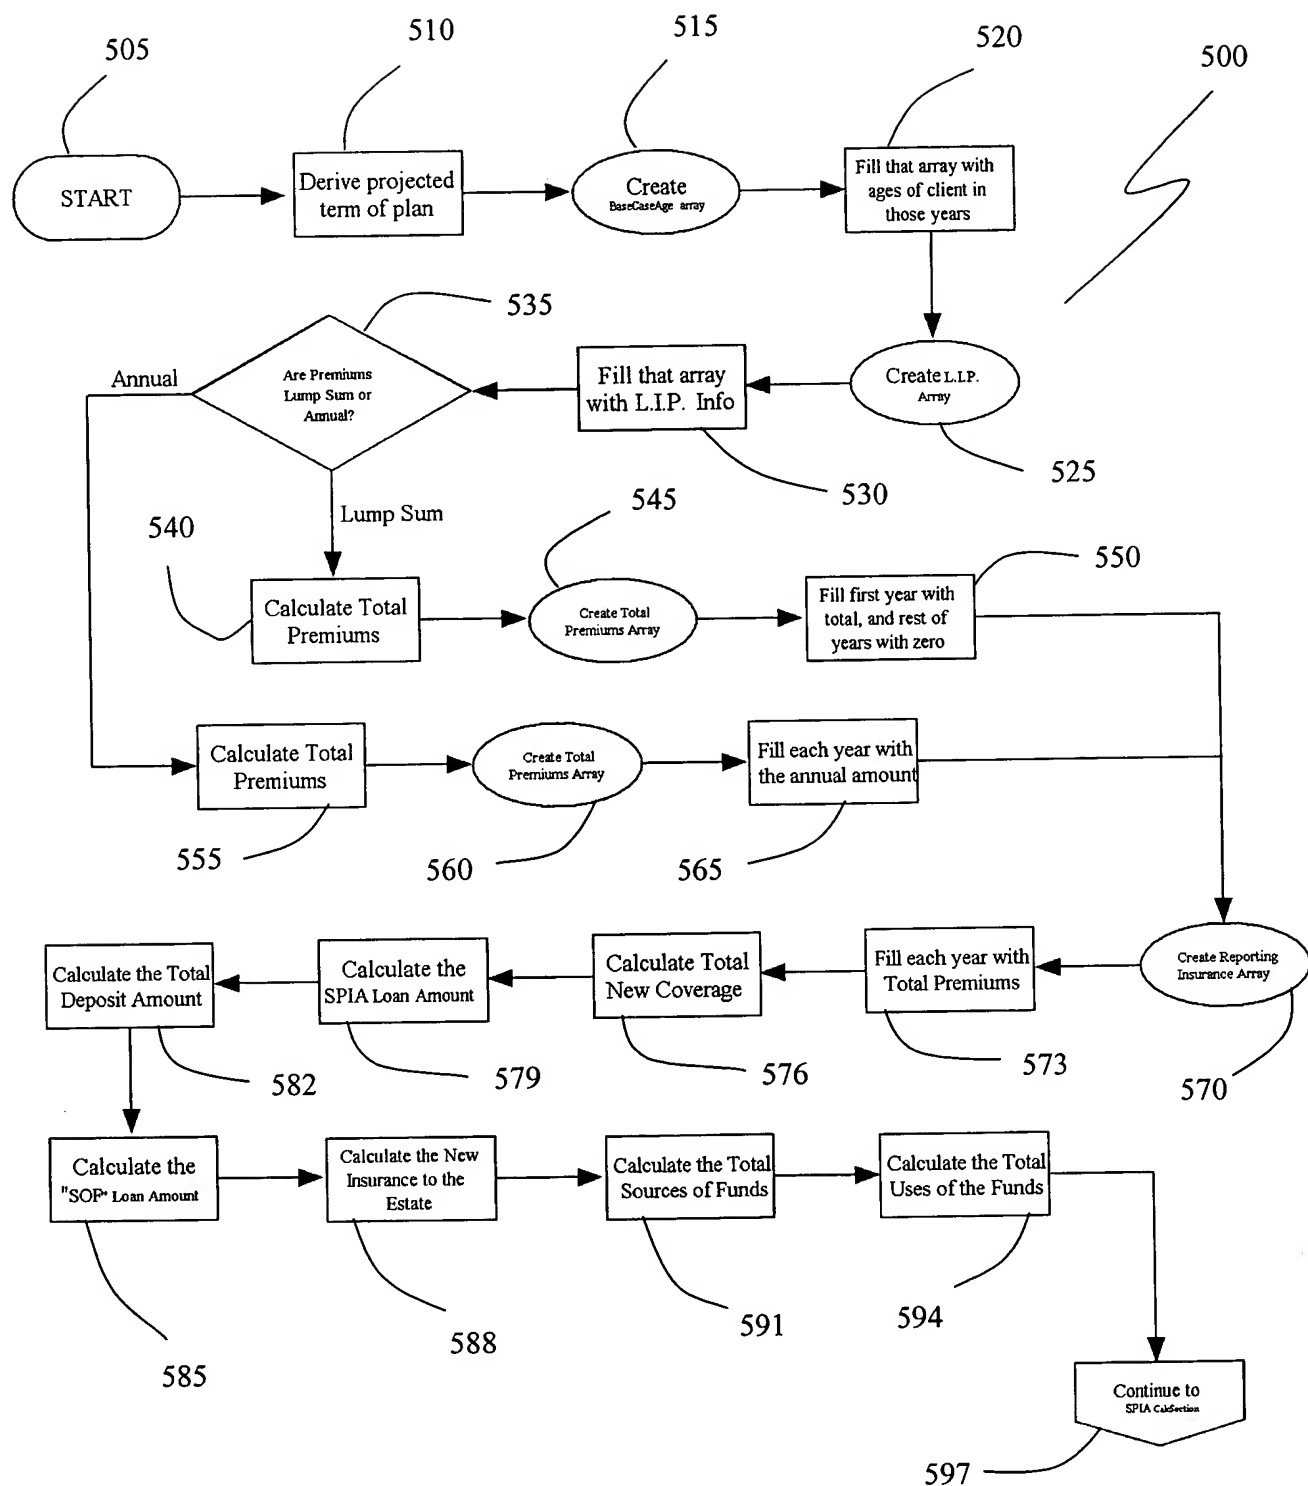 505
510
515
520
500
START
Derive projected
term of plan
Create
BaseCaseAge array
Fill that array with
ages of client in
those years
535
Annual
Are Premiums
Lump Sum or
Annual?
Fill that array
with L.I.P. Info
Create L.I.P.
Array
525
530
545
540
Lump Sum
550
Calculate Total
Premiums
Create Total
Premiums Array
Fill first year with
total, and rest of
years with zero
Calculate Total
Premiums
Create Total
Premiums Array
Fill each year with
the annual amount
555
560
565
Calculate the Total
Deposit Amount
Calculate the
SPIA Loan Amount
Calculate Total
New Coverage
Fill each year with
Total Premiums
Create Reporting
Insurance Array
582
579
576
573
570
Calculate the
"SOP" Loan Amount
Calculate the New
Insurance to the
Estate
Calculate the Total
Sources of Funds
Calculate the Total
Uses of the Funds
585
588
591
594
Continue to
SPIA CalcSection
597